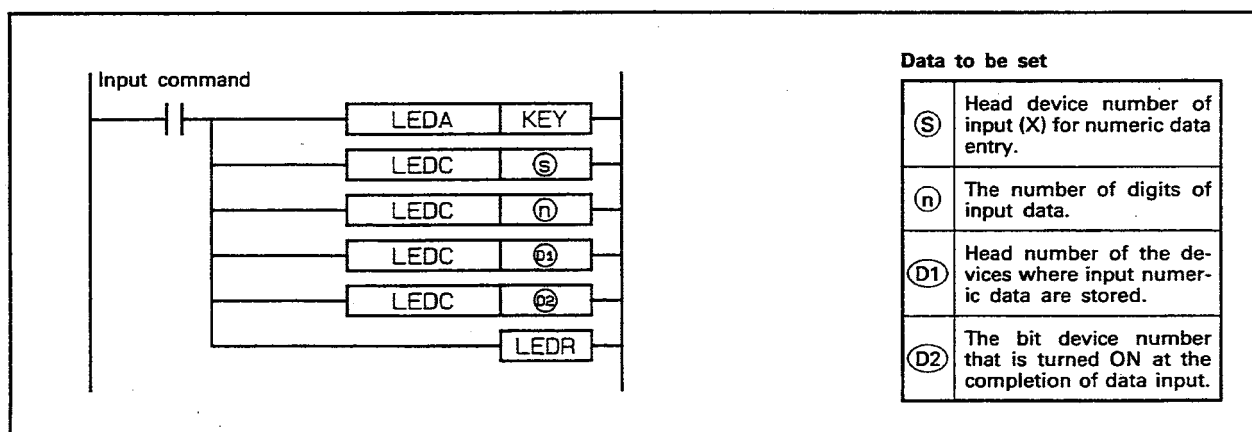 Input command
LEDA KEY
LEDC S
LEDC n
LEDC D1
LEDC D2
LEDR
Data to be set
S Head device number of
input (X) for numeric data
entry.
n The number of digits of
input data.
D1 Head number of the de-
vices where input numer-
ic data are stored.
D2 The bit device number
that is turned ON at the
completion of data input.